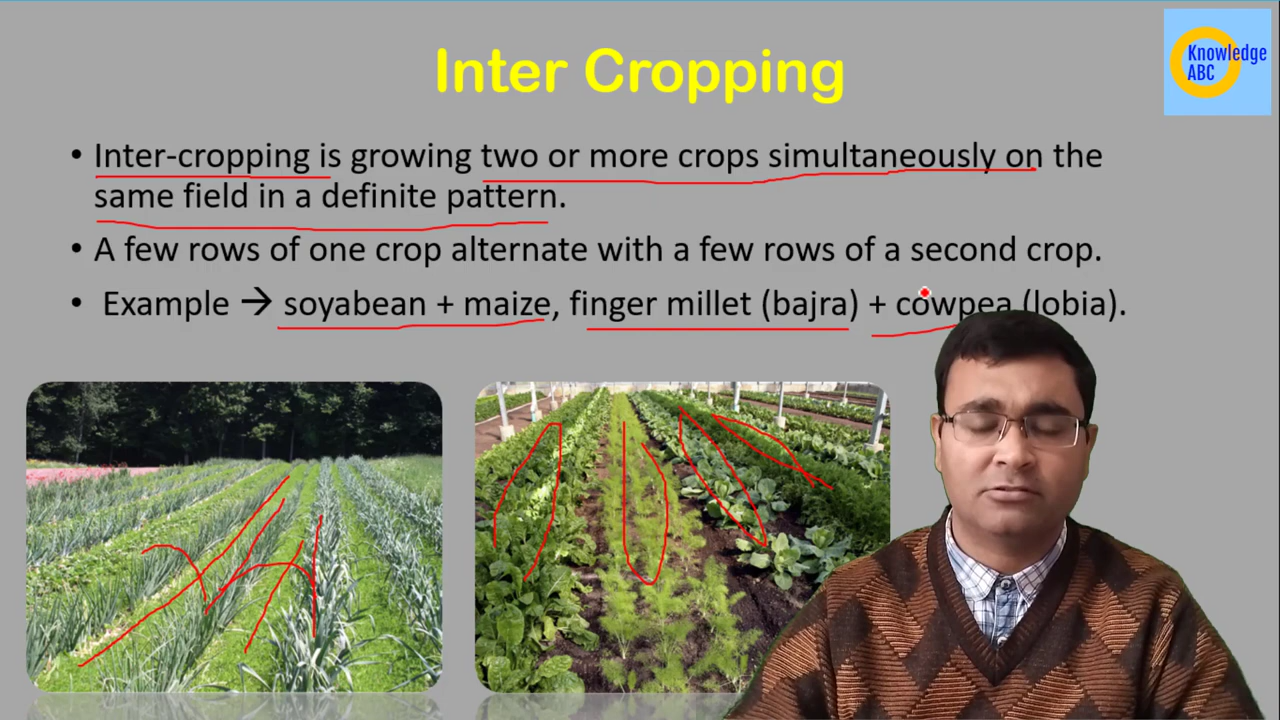 Inter Cropping
Knowledge
ABC
• Inter-cropping is growing two or more crops simultaneously on the
same field in a definite pattern.
• A few rows of one crop alternate with a few rows of a second crop.
• Example → soyabean + maize, finger millet (bajra) + cowpea (lobia).